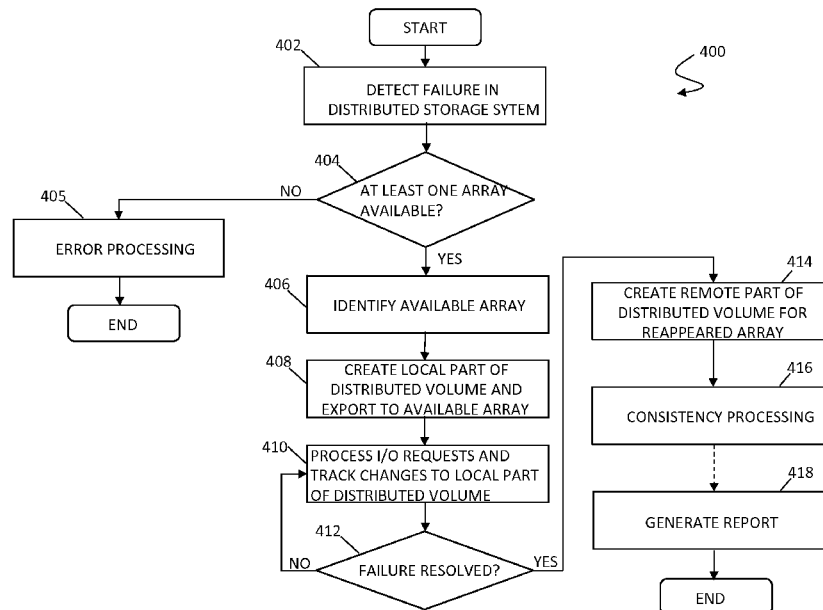 START
402
400
DETECT FAILURE IN
DISTRIBUTED STORAGE SYTEM
404
AT LEAST ONE ARRAY
AVAILABLE?
NO
405
ERROR PROCESSING
END
YES
406
IDENTIFY AVAILABLE ARRAY
408
CREATE LOCAL PART OF
DISTRIBUTED VOLUME AND
EXPORT TO AVAILABLE ARRAY
410
PROCESS I/O REQUESTS AND
TRACK CHANGES TO LOCAL PART
OF DISTRIBUTED VOLUME
412
FAILURE RESOLVED?
NO
YES
414
CREATE REMOTE PART OF
DISTRIBUTED VOLUME FOR
REAPPEARED ARRAY
416
CONSISTENCY PROCESSING
418
GENERATE REPORT
END